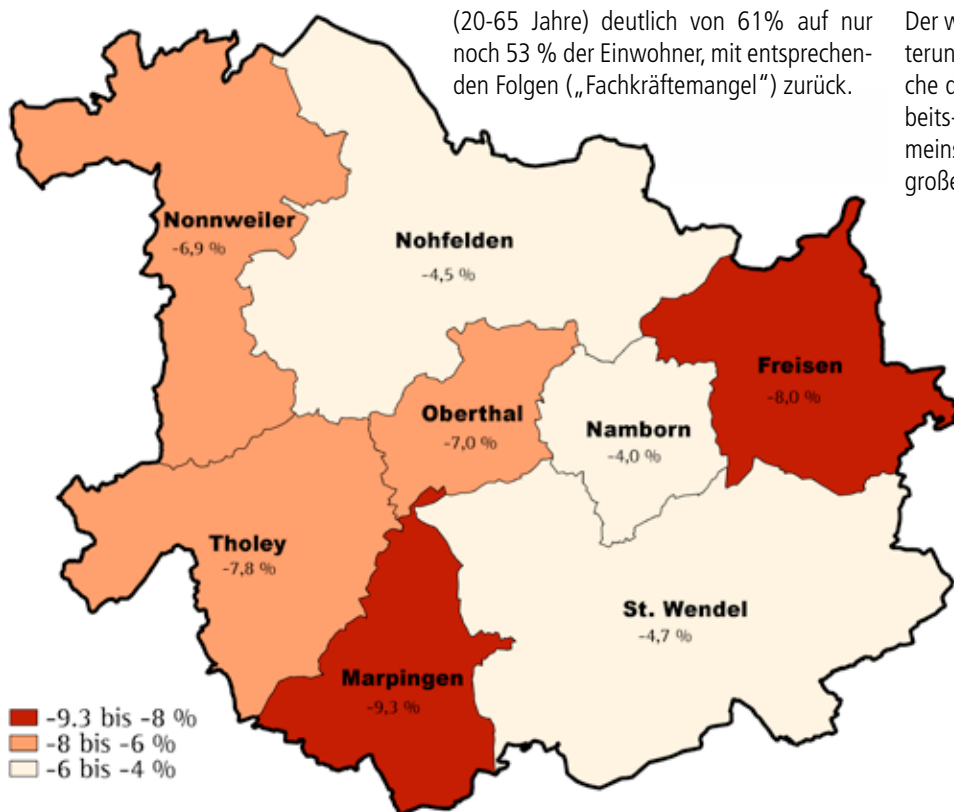 (20-65 Jahre) deutlich von 61% auf nur
noch 53 % der Einwohner, mit entsprechen-
den Folgen („Fachkräftemangel“) zurück.
Der w
terun
che d
beits-
meins
große
Nonnweiler
-6,9 %
Nohfelden
-4,5 %
Freisen
-8,0 %
Oberthal
-7,0 %
Namborn
-4,0 %
Tholey
-7,8 %
St. Wendel
-4,7 %
Marpingen
-9,3 %
-9.3 bis -8 %
-8 bis -6 %
-6 bis -4 %